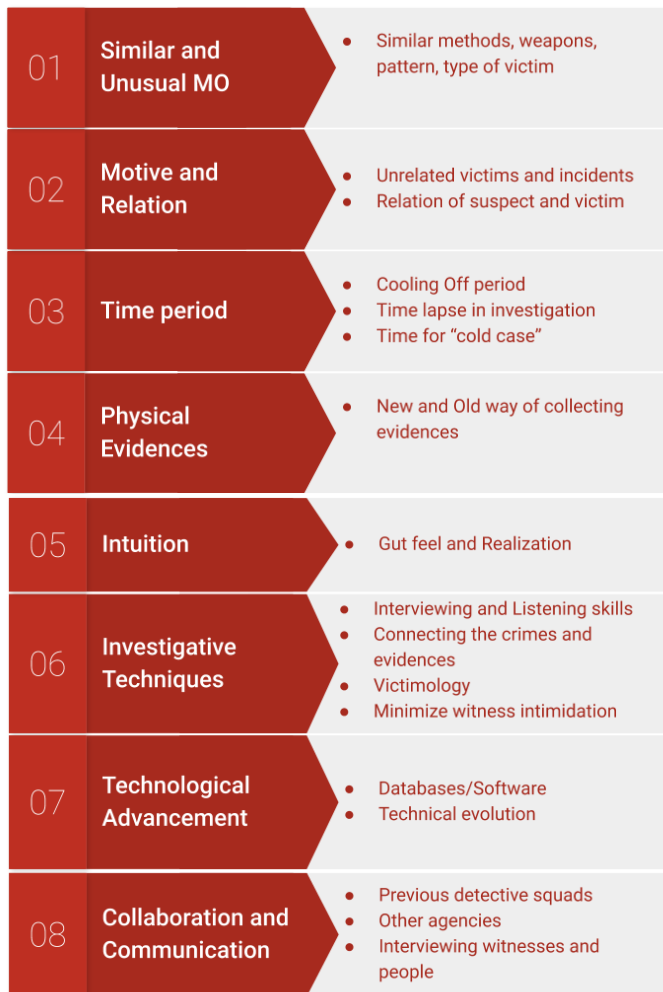 01
Similar and
Unusual MO
● Similar methods, weapons,
pattern, type of victim
02
Motive and
Relation
● Unrelated victims and incidents
● Relation of suspect and victim
03
Time period
● Cooling Off period
● Time lapse in investigation
● Time for “cold case”
04
Physical
Evidences
● New and Old way of collecting
evidences
05
Intuition
● Gut feel and Realization
06
Investigative
Techniques
● Interviewing and Listening skills
● Connecting the crimes and
evidences
● Victimology
● Minimize witness intimidation
07
Technological
Advancement
● Databases/Software
● Technical evolution
08
Collaboration and
Communication
● Previous detective squads
● Other agencies
● Interviewing witnesses and
people